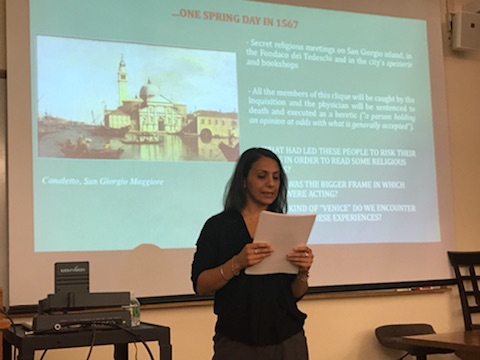 ...ONE SPRING DAY IN 1567
- Secret religious meetings on San Giorgio island, in
the Fondaco dei Tedeschi and in the city's spezierie
and bookshops
- All the members of this clique will be caught by the
Inquisition and the physician will be sentenced to
death and executed as a heretic ("a person holding
an opinion at odds with what is generally accepted").
HAT HAD LED THESE PEOPLE TO RISK THEIR
IN ORDER TO READ SOME RELIGIOUS
?
WAS THE BIGGER FRAME IN WHICH
WERE ACTING?
KIND OF "VENICE" DO WE ENCOUNTER
ESE EXPERIENCES?
Canaletto, San Giorgio Maggiore